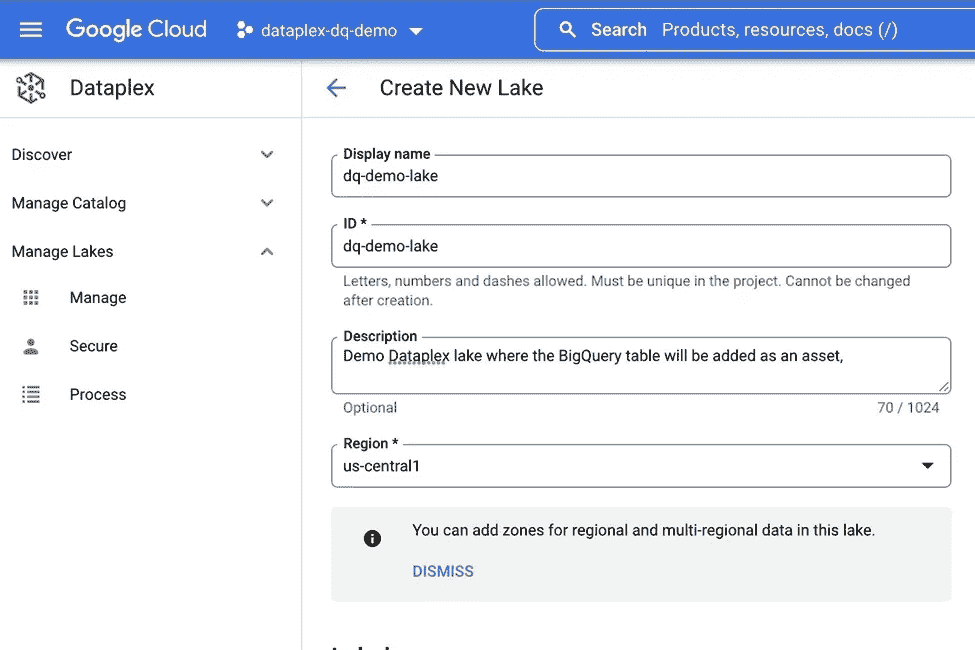 Google Cloud
dataplex-dq-demo
Search Products, resources, docs (/)
Dataplex
Create New Lake
Discover
Manage Catalog
Manage Lakes
Manage
Secure
Process
Display name
dq-demo-lake
ID *
dq-demo-lake
Letters, numbers and dashes allowed. Must be unique in the project. Cannot be changed
after creation.
Description
Demo Dataplex lake where the BigQuery table will be added as an asset,
Optional
70 / 1024
Region *
us-central1
You can add zones for regional and multi-regional data in this lake.
DISMISS